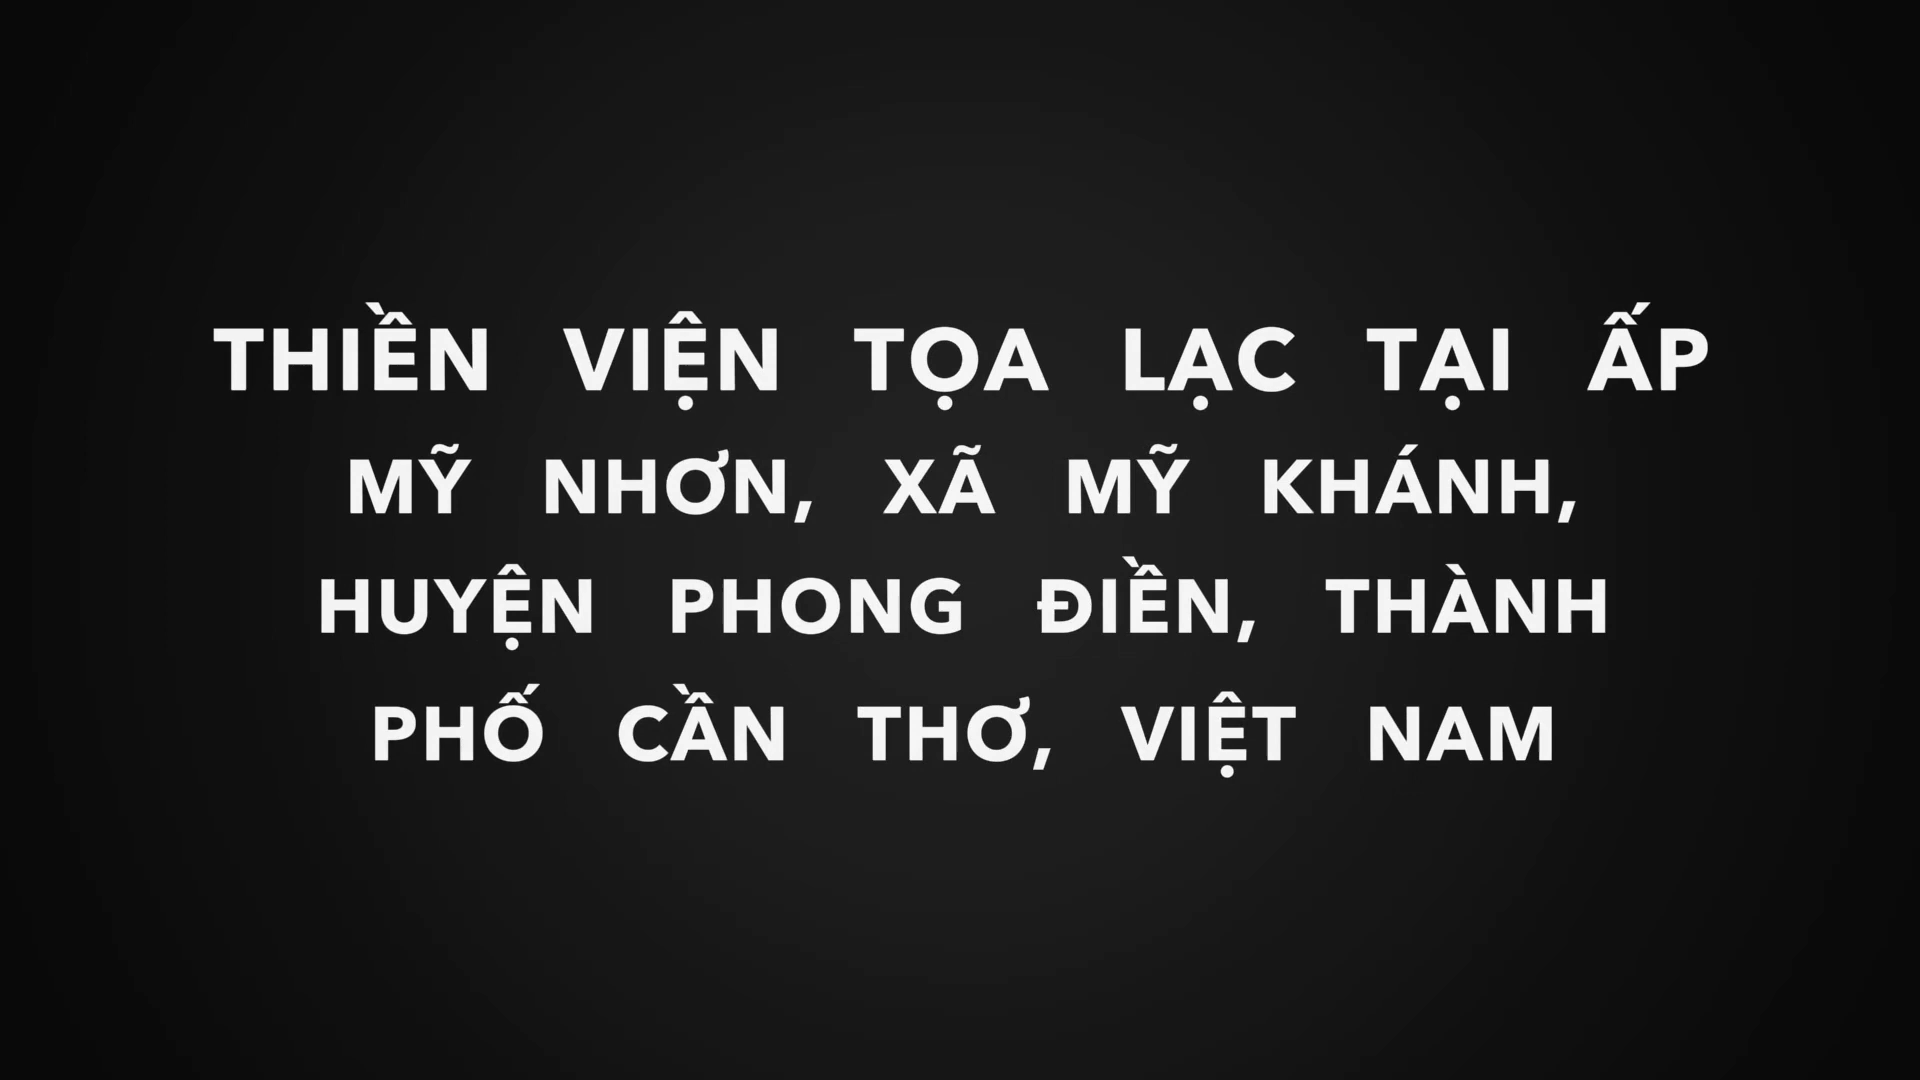 THIỀN VIỆN TỌA LẠC TẠI ẤP
MỸ NHƠN, XÃ MỸ KHÁNH,
HUYỆN PHONG ĐIỀN, THÀNH
PHỐ CẦN THƠ, VIỆT NAM